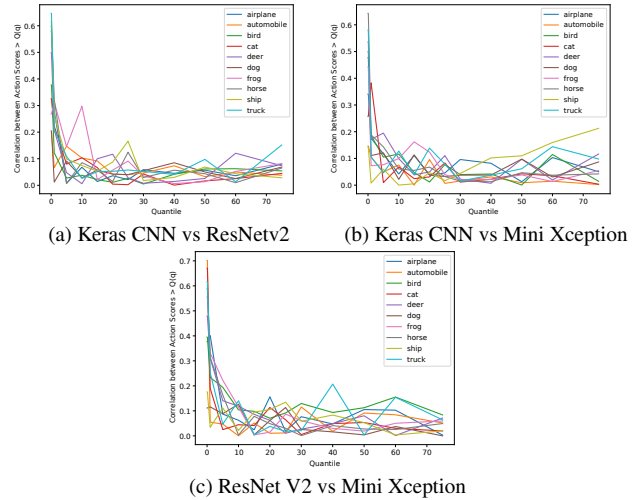 0.6
0.5
0.4
0.3
0.2
0.1
0.0
Correlation between Action Scores > Q(q)
0 10 20 30 40 50 60 70
Quantile
airplane
automobile
bird
cat
deer
dog
frog
horse
ship
truck
(a) Keras CNN vs ResNetv2
0.6
0.5
0.4
0.3
0.2
0.1
0.0
Correlation between Action Scores > Q(q)
0 10 20 30 40 50 60 70
Quantile
airplane
automobile
bird
cat
deer
dog
frog
horse
ship
truck
(b) Keras CNN vs Mini Xception
0.7
0.6
0.5
0.4
0.3
0.2
0.1
0.0
Correlation between Action Scores > Q(q)
0 10 20 30 40 50 60 70
Quantile
airplane
automobile
bird
cat
deer
dog
frog
horse
ship
truck
(c) ResNet V2 vs Mini Xception